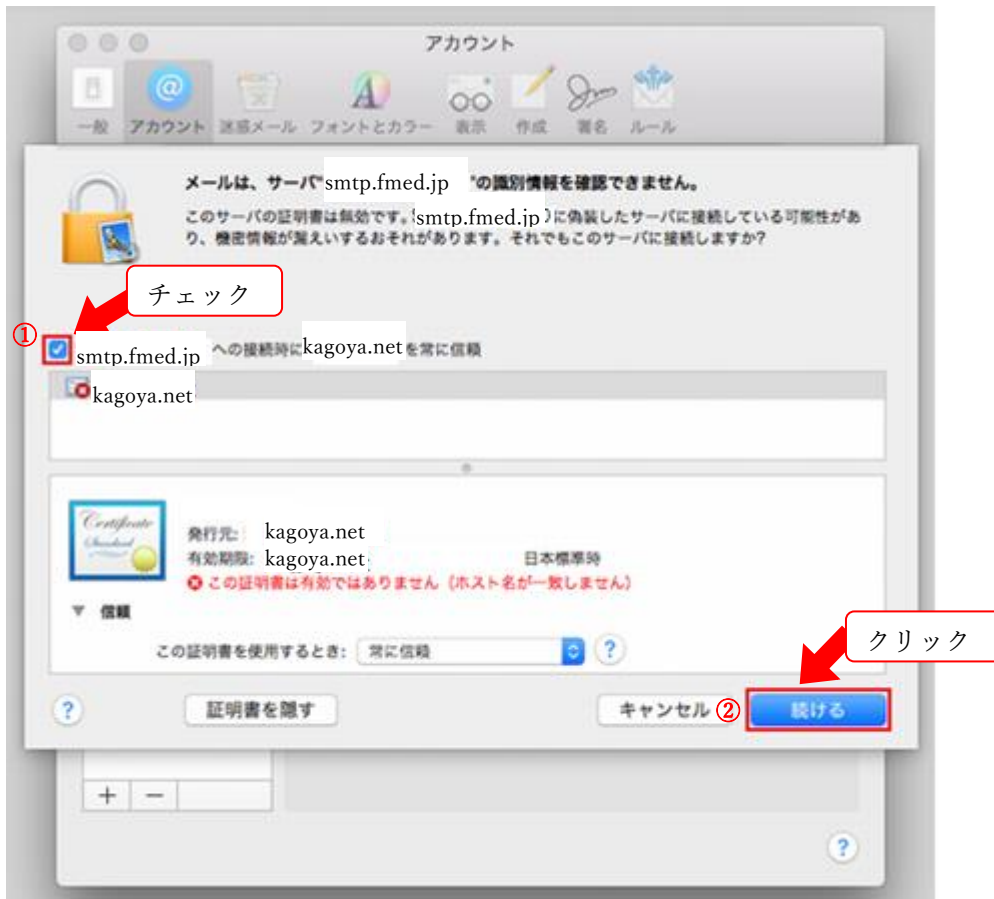 アカウント
一般 アカウント 迷惑メール フォントとカラー 表示 作成 署名 ルール
メールは、サーバ"smtp.fmed.jp "の識別情報を確認できません。
このサーバの証明書は無効です。 smtp.fmed.jp に偽装したサーバに接続している可能性があ
り、機密情報が漏えいするおそれがあります。それでもこのサーバに接続しますか?
チェック
①
smtp.fmed.jp への接続時にkagoya.netを常に信頼
kagoya.net
Certificate
Standard
発行元: kagoya.net
有効期限: kagoya.net 日本標準時
この証明書は有効ではありません(ホスト名が一致しません)
▼ 信頼
この証明書を使用するとき: 常に信頼 ?
クリック
? 証明書を隠す キャンセル ② 続ける
+ −
?